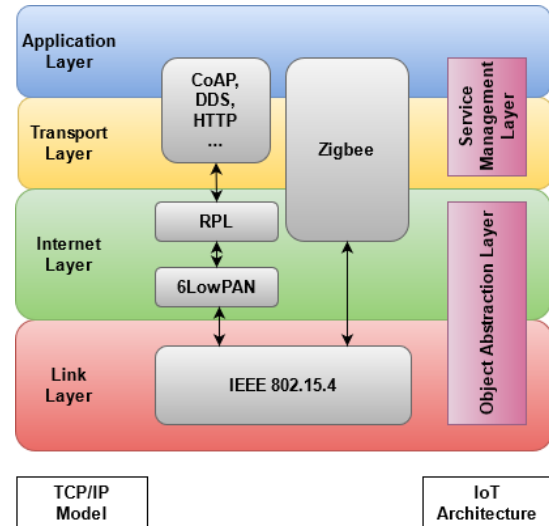 Application
Layer
CoAP,
DDS,
HTTP
...
Zigbee
Service
Management
Layer
Transport
Layer
Internet
Layer
RPL
6LowPAN
Object Abstraction Layer
Link
Layer
IEEE 802.15.4
TCP/IP
Model
IoT
Architecture